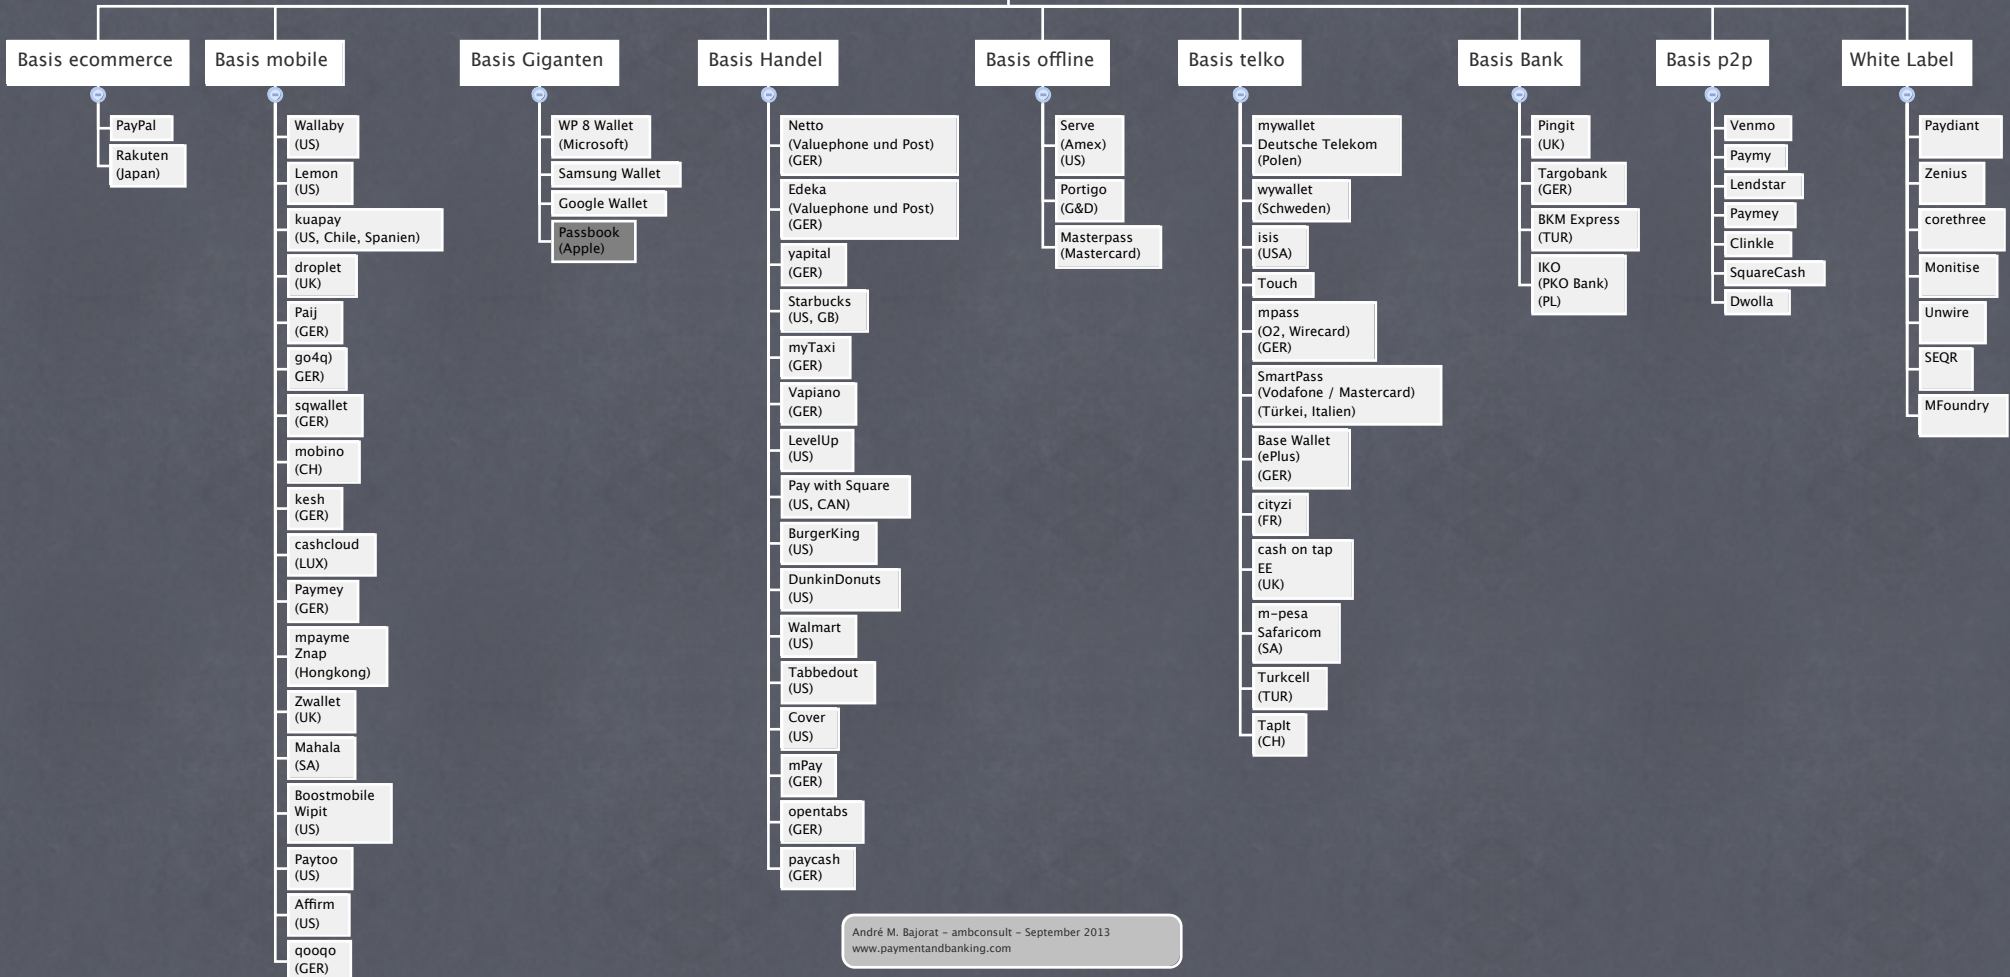 Basis ecommerce
PayPal
Rakuten
(Japan)
Basis mobile
Wallaby
(US)
Lemon
(US)
kuapay
(US, Chile, Spanien)
droplet
(UK)
Paij
(GER)
go4q)
GER)
sqwallet
(GER)
mobino
(CH)
kesh
(GER)
cashcloud
(LUX)
Paymey
(GER)
mpayme
Znap
(Hongkong)
Zwallet
(UK)
Mahala
(SA)
Boostmobile
Wipit
(US)
Paytoo
(US)
Affirm
(US)
qooqo
(GER)
Basis Giganten
WP 8 Wallet
(Microsoft)
Samsung Wallet
Google Wallet
Passbook
(Apple)
Basis Handel
Netto
(Valuephone und Post)
(GER)
Edeka
(Valuephone und Post)
(GER)
yapital
(GER)
Starbucks
(US, GB)
myTaxi
(GER)
Vapiano
(GER)
LevelUp
(US)
Pay with Square
(US, CAN)
BurgerKing
(US)
DunkinDonuts
(US)
Walmart
(US)
Tabbedout
(US)
Cover
(US)
mPay
(GER)
opentabs
(GER)
paycash
(GER)
Basis offline
Serve
(Amex)
(US)
Portigo
(G&D)
Masterpass
(Mastercard)
Basis telko
mywallet
Deutsche Telekom
(Polen)
wywallet
(Schweden)
isis
(USA)
Touch
mpass
(O2, Wirecard)
(GER)
SmartPass
(Vodafone / Mastercard)
(Türkei, Italien)
Base Wallet
(ePlus)
(GER)
cityzi
(FR)
cash on tap
EE
(UK)
m-pesa
Safaricom
(SA)
Turkcell
(TUR)
TapIt
(CH)
Basis Bank
Pingit
(UK)
Targobank
(GER)
BKM Express
(TUR)
IKO
(PKO Bank)
(PL)
Basis p2p
Venmo
Paymy
Lendstar
Paymey
Clinkle
SquareCash
Dwolla
White Label
Paydiant
Zenius
corethree
Monitise
Unwire
SEQR
MFoundry
André M. Bajorat - ambconsult - September 2013
www.paymentandbanking.com